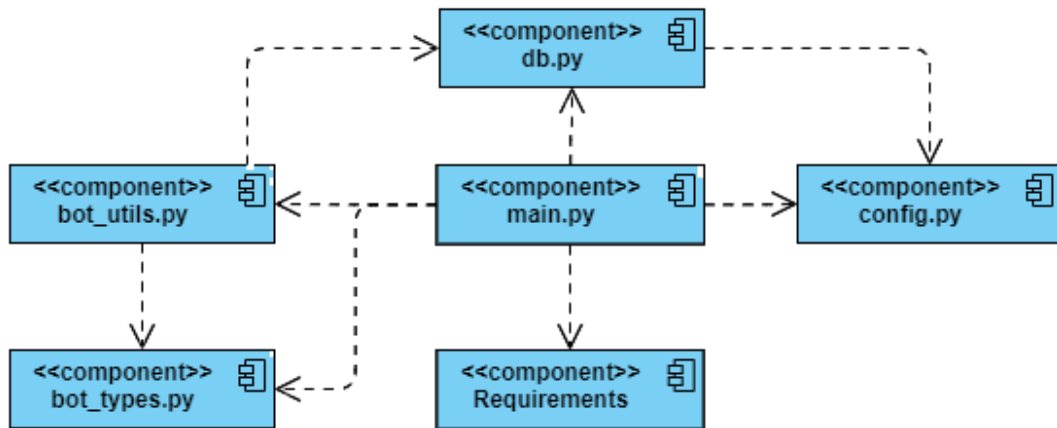 <<component>>
db.py
<<component>>
bot_utils.py
<<component>>
main.py
<<component>>
config.py
<<component>>
bot_types.py
<<component>>
Requirements